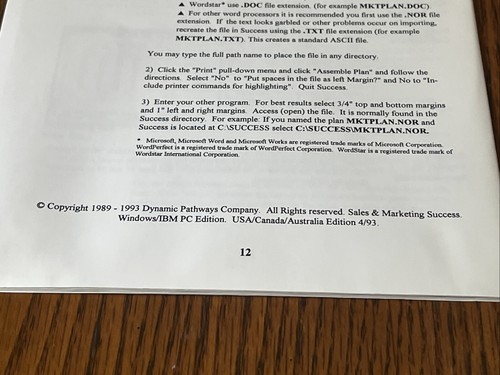 ▲ Wordstar* use .DOC file extension. (for example MKTPLAN.DOC)
▲ For other word processors it is recommended you first use the .NOR file
extension. If the text looks garbled or other problems occur on importing,
recreate the file in Success using the .TXT file extension (for example
MKTPLAN.TXT). This creates a standard ASCII file.
You may type the full path name to place the file in any directory.
2) Click the "Print" pull-down menu and click "Assemble Plan" and follow the
directions. Select "No" to "Put spaces in the file as left Margin?" and No to "In-
clude printer commands for highlighting". Quit Success.
3) Enter your other program. For best results select 3/4" top and bottom margins
and 1" left and right margins. Access (open) the file. It is normally found in the
Success directory. For example: If you named the plan MKTPLAN.NOR and
Success is located at C:\SUCCESS select C:\SUCCESS\MKTPLAN.NOR.
* Microsoft, Microsoft Word and Microsoft Works are registered trade marks of Microsoft Corporation.
WordPerfect is a registered trade mark of WordPerfect Corporation. WordStar is a registered trade mark of
Wordstar International Corporation.
© Copyright 1989 - 1993 Dynamic Pathways Company. All Rights reserved. Sales & Marketing Success.
Windows/IBM PC Edition. USA/Canada/Australia Edition 4/93.
12